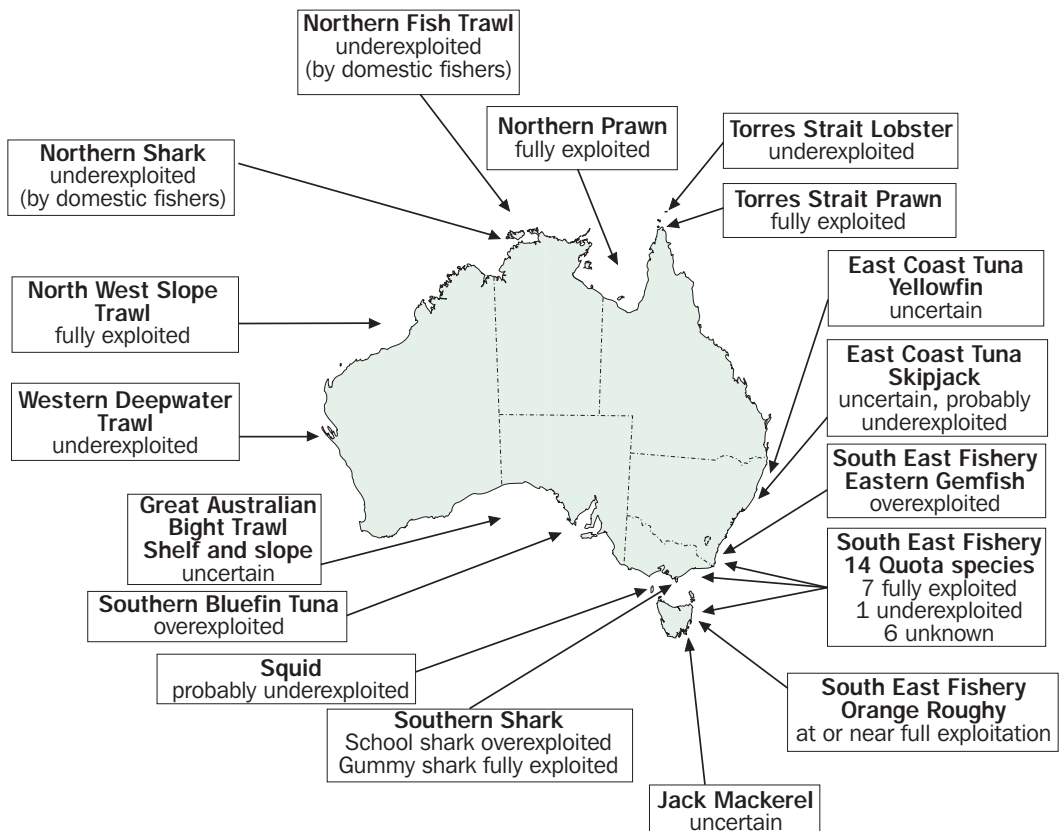 Northern Fish Trawl
underexploited
(by domestic fishers)
Northern Prawn
fully exploited
Torres Strait Lobster
underexploited
Northern Shark
underexploited
(by domestic fishers)
Torres Strait Prawn
fully exploited
East Coast Tuna
Yellowfin
uncertain
North West Slope
Trawl
fully exploited
East Coast Tuna
Skipjack
uncertain, probably
underexploited
Western Deepwater
Trawl
underexploited
South East Fishery
Eastern Gemfish
overexploited
Great Australian
Bight Trawl
Shelf and slope
uncertain
South East Fishery
14 Quota species
7 fully exploited
1 underexploited
6 unknown
Southern Bluefin Tuna
overexploited
Squid
probably underexploited
South East Fishery
Orange Roughy
at or near full exploitation
Southern Shark
School shark overexploited
Gummy shark fully exploited
Jack Mackerel
uncertain